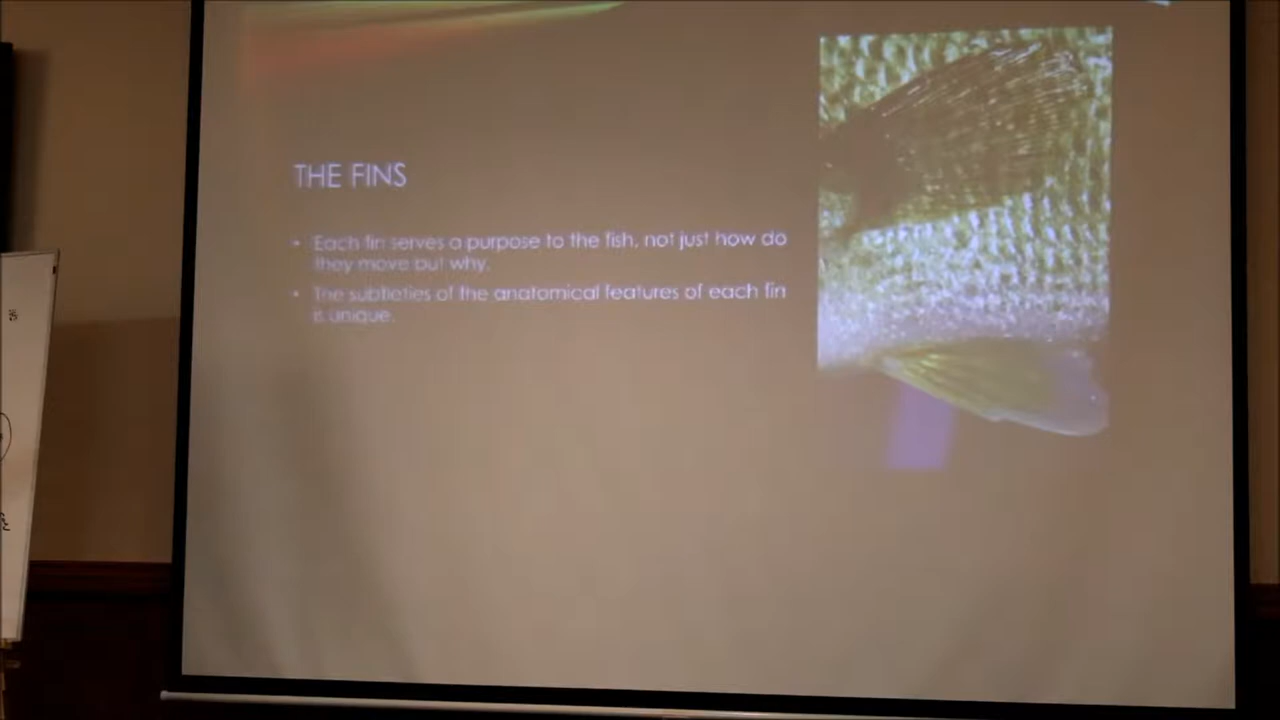 THE FINS
• Each fin serves a purpose to the fish, not just how do
they move but why.
• The subtleties of the anatomical features of each fin
is unique.